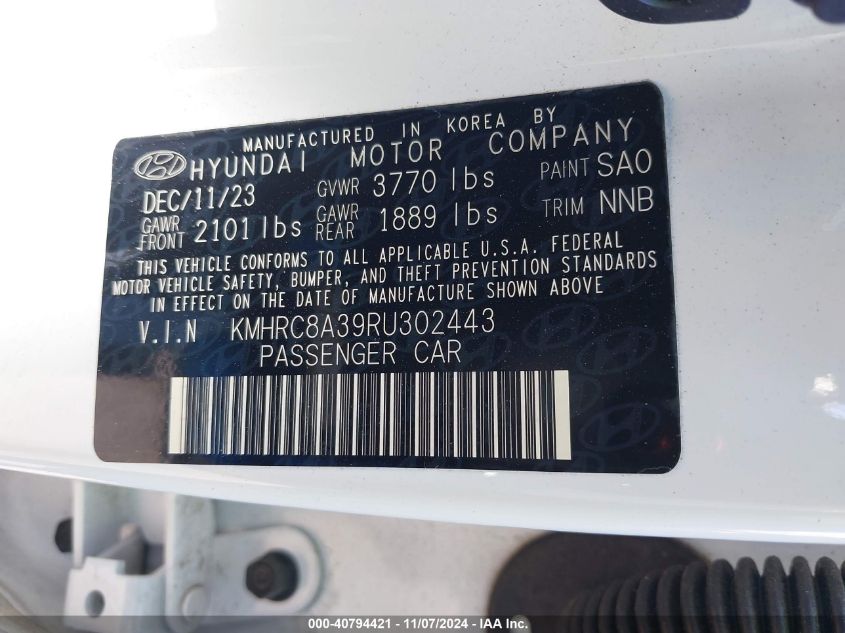 MANUFACTURED IN KOREA BY
HYUNDAI MOTOR COMPANY
DEC/11/23 GVWR 3770 lbs PAINT SAO
GAWR FRONT 2101 lbs GAWR REAR 1889 lbs TRIM NNB
THIS VEHICLE CONFORMS TO ALL APPLICABLE U.S.A. FEDERAL
MOTOR VEHICLE SAFETY, BUMPER, AND THEFT PREVENTION STANDARDS
IN EFFECT ON THE DATE OF MANUFACTURE SHOWN ABOVE
V.I.N KMHRC8A39RU302443
PASSENGER CAR
000-40794421 - 11/07/2024 - IAA Inc.